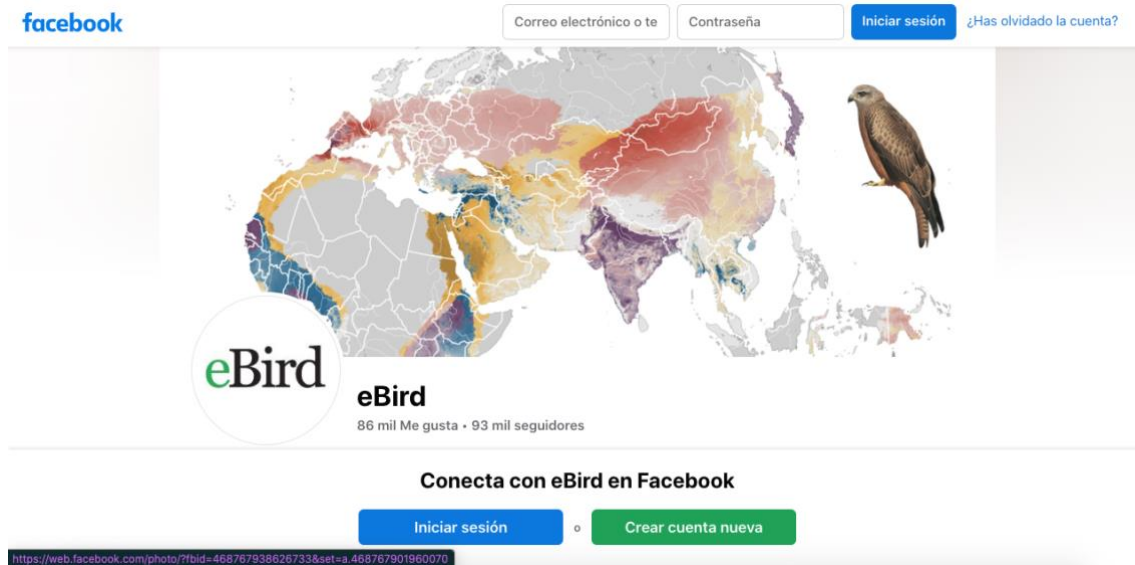 facebook
Correo electrónico o te
Contraseña
Iniciar sesión
¿Has olvidado la cuenta?
eBird
eBird
86 mil Me gusta • 93 mil seguidores
Conecta con eBird en Facebook
Iniciar sesión
o
Crear cuenta nueva
https://web.facebook.com/photo/?fbid=468767938626733&set=a.468767901960070